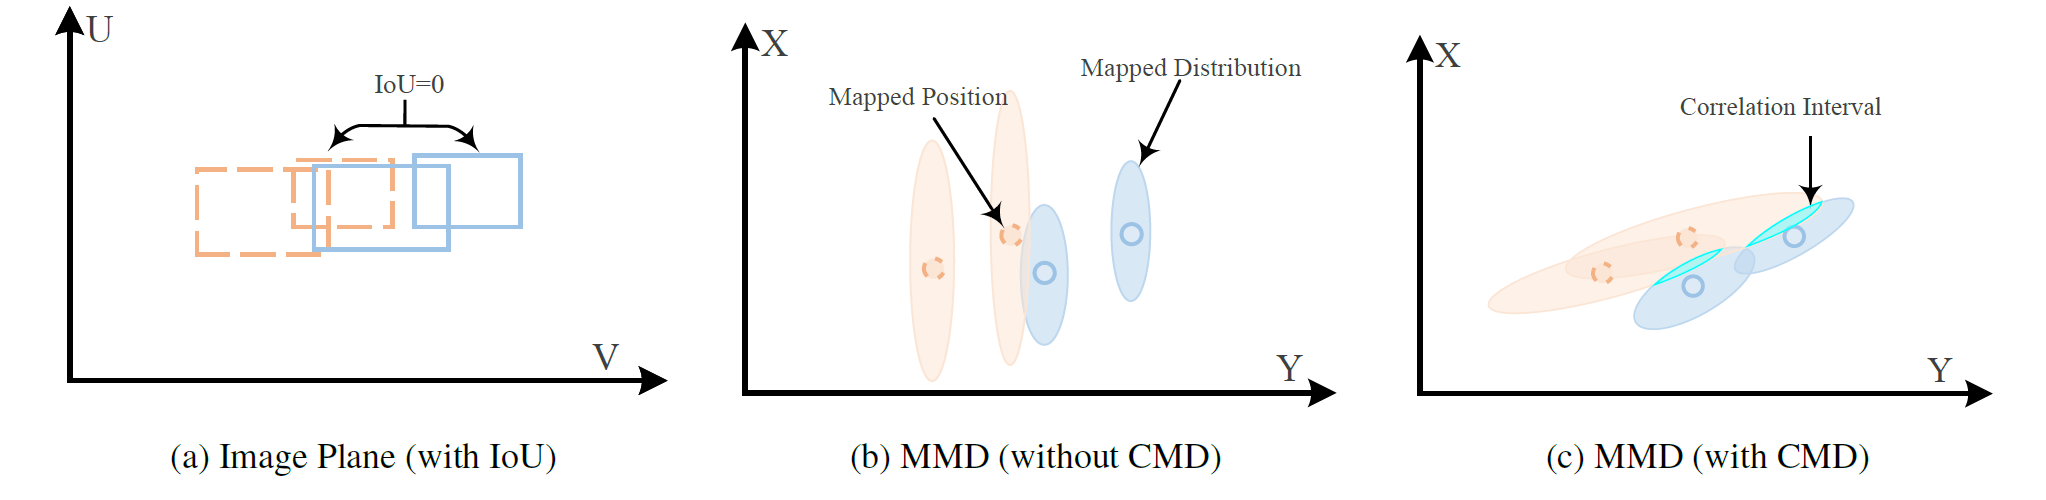 U
IoU=0
V
(a) Image Plane (with IoU)
X
Mapped Distribution
Mapped Position
Y
(b) MMD (without CMD)
X
Correlation Interval
Y
(c) MMD (with CMD)